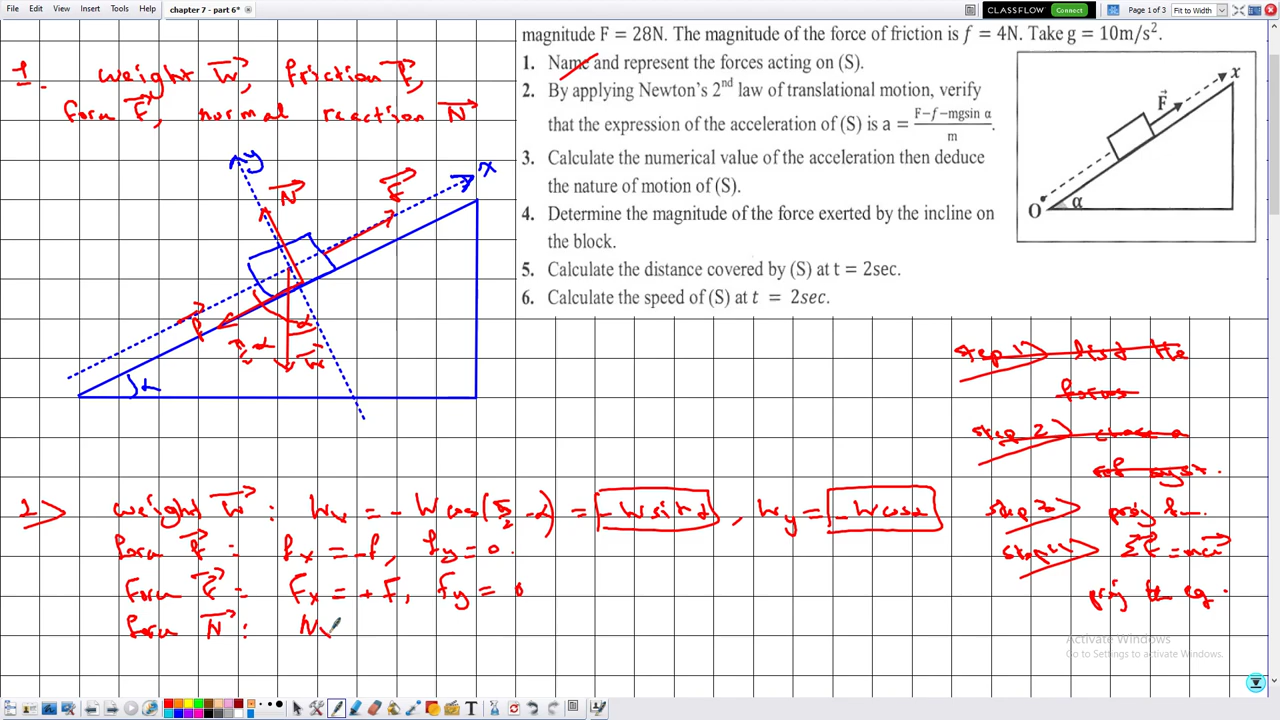 File Edit View Insert Format Tools Help chapter 7 - part 6* CLASSFLOW Connect Page 1 of 3 Fit to Width
magnitude F = 28N. The magnitude of the force of friction is f = 4N. Take g = 10m/s².
1. Name and represent the forces acting on (S).
2. By applying Newton's 2nd law of translational motion, verify
that the expression of the acceleration of (S) is a = F−f−mgsin α / m.
3. Calculate the numerical value of the acceleration then deduce
the nature of motion of (S).
4. Determine the magnitude of the force exerted by the incline on
the block.
5. Calculate the distance covered by (S) at t = 2sec.
6. Calculate the speed of (S) at t = 2sec.
x
F⃗
O
α
1. weight W⃗, friction f⃗,
form F⃗, normal reaction N⃗
y
x
N⃗
F⃗
f⃗
α
W⃗
α
step 1> list the
forces
step 2>
2> weight W⃗ : Wx = - W cos(π/2 - α) = - W sin α , Wy = - W cos α
form f⃗ : fx = -f, fy = 0.
Form F⃗ : Fx = + F, Fy = 0
form N⃗ : Nx
step 3>
step 4> ΣF⃗ = ma⃗
proj the eq.
Activate Windows
Go to Settings to activate Windows.